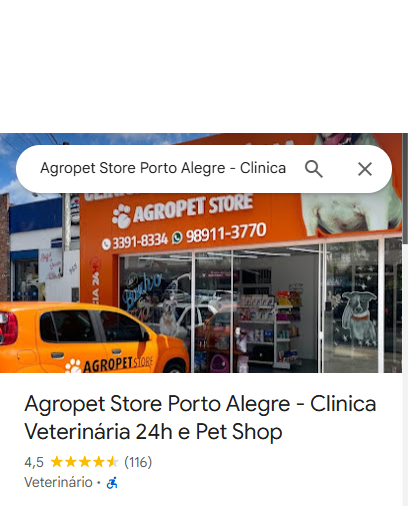 Agropet Store Porto Alegre - Clinica
AGROPET STORE
3391-8334 98911-3770
AGROPET STORE
Agropet Store Porto Alegre - Clinica
Veterinária 24h e Pet Shop
4,5 (116)
Veterinário ·